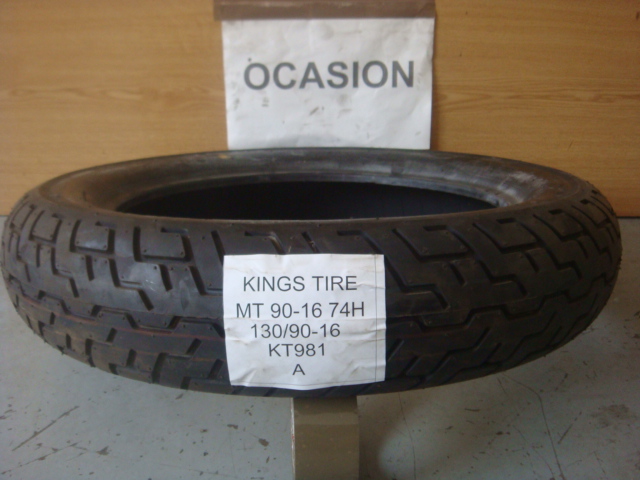 OCASION
KINGS TIRE
MT 90-16 74H
130/90-16
KT981
A